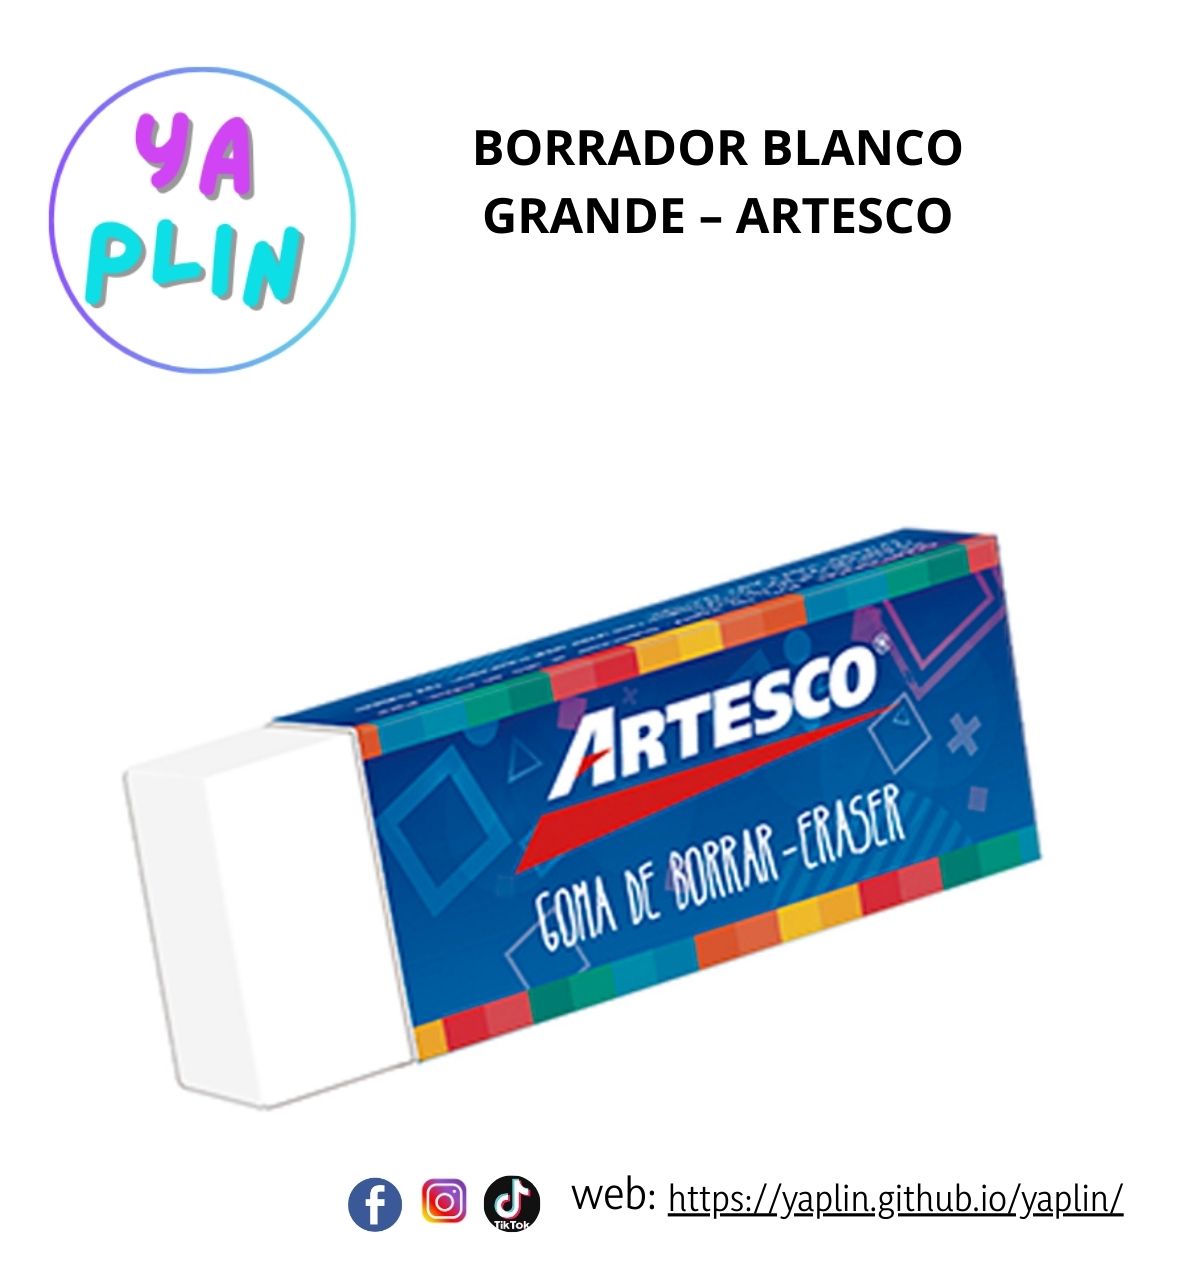 YA
PLIN
BORRADOR BLANCO
GRANDE – ARTESCO
ARTESCO®
GOMA DE BORRAR-ERASER
TikTok
web: https://yaplin.github.io/yaplin/